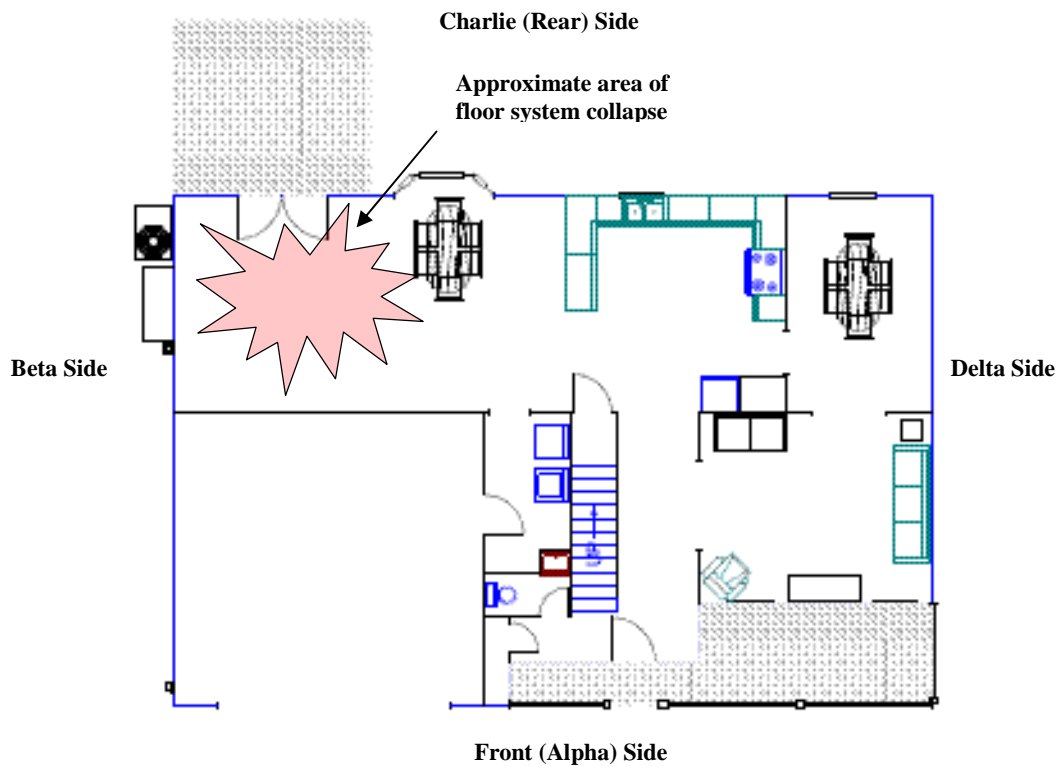 Charlie (Rear) Side
Approximate area of
floor system collapse
Beta Side
Delta Side
Front (Alpha) Side